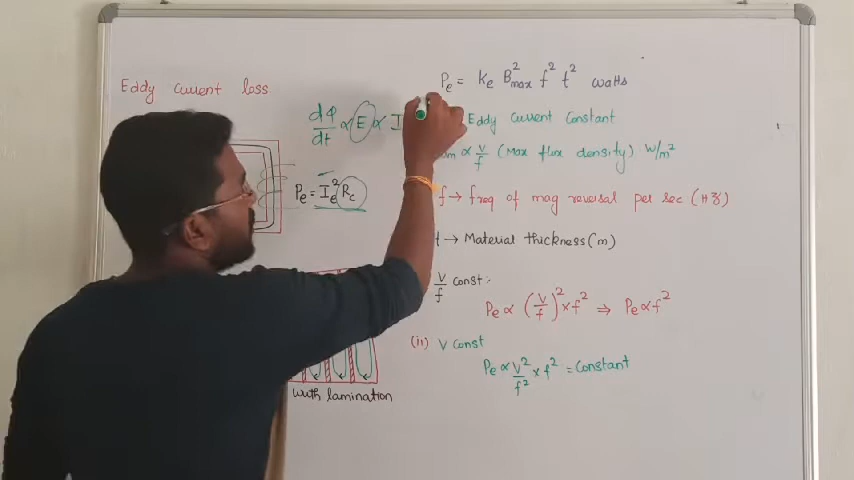 Eddy current loss
dφ/dt ∝ E ∝ I
Pe = Ie² Rc
with lamination
Pe = Ke B²max f² t² watts
Eddy current Constant
m ∝ V/f (Max flux density) W/m²
f → freq of mag reversal per sec (Hz)
t → Material thickness (m)
V/f const:
Pe ∝ (V/f)² × f² ⇒ Pe ∝ f²
(ii) V Const
Pe ∝ V²/f² × f² = Constant